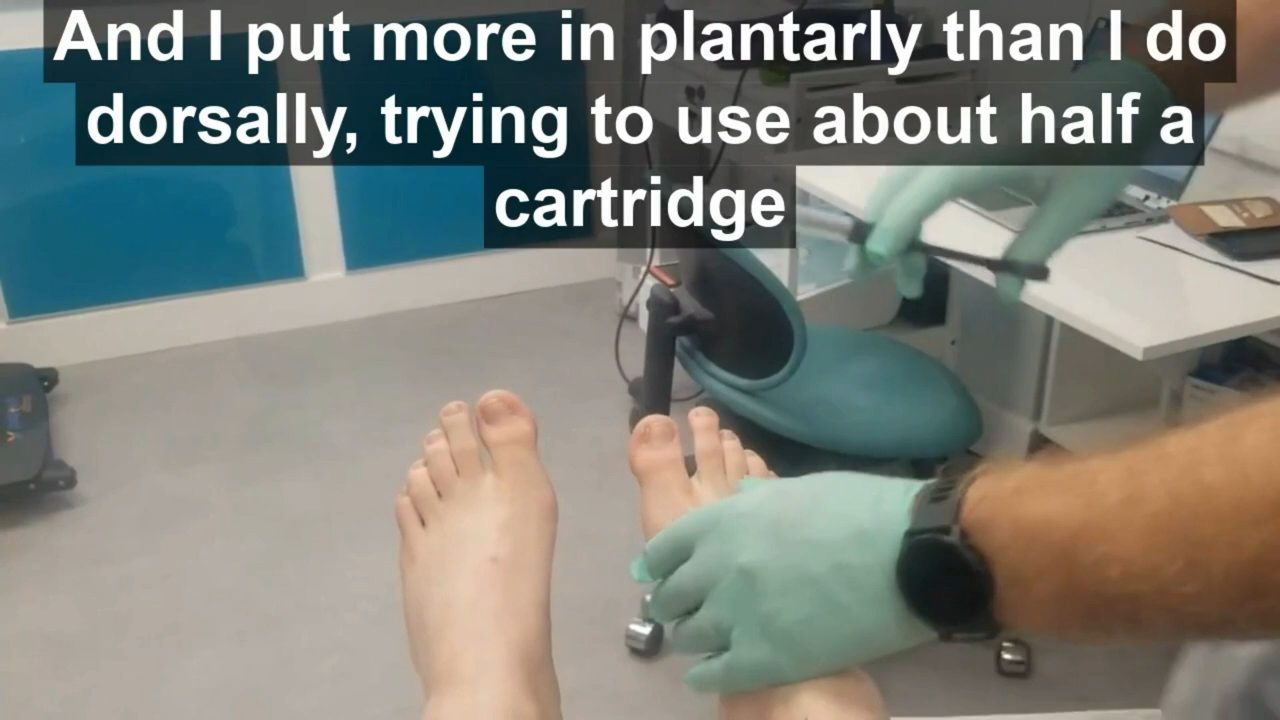 And I put more in plantarly than I do
dorsally, trying to use about half a
cartridge